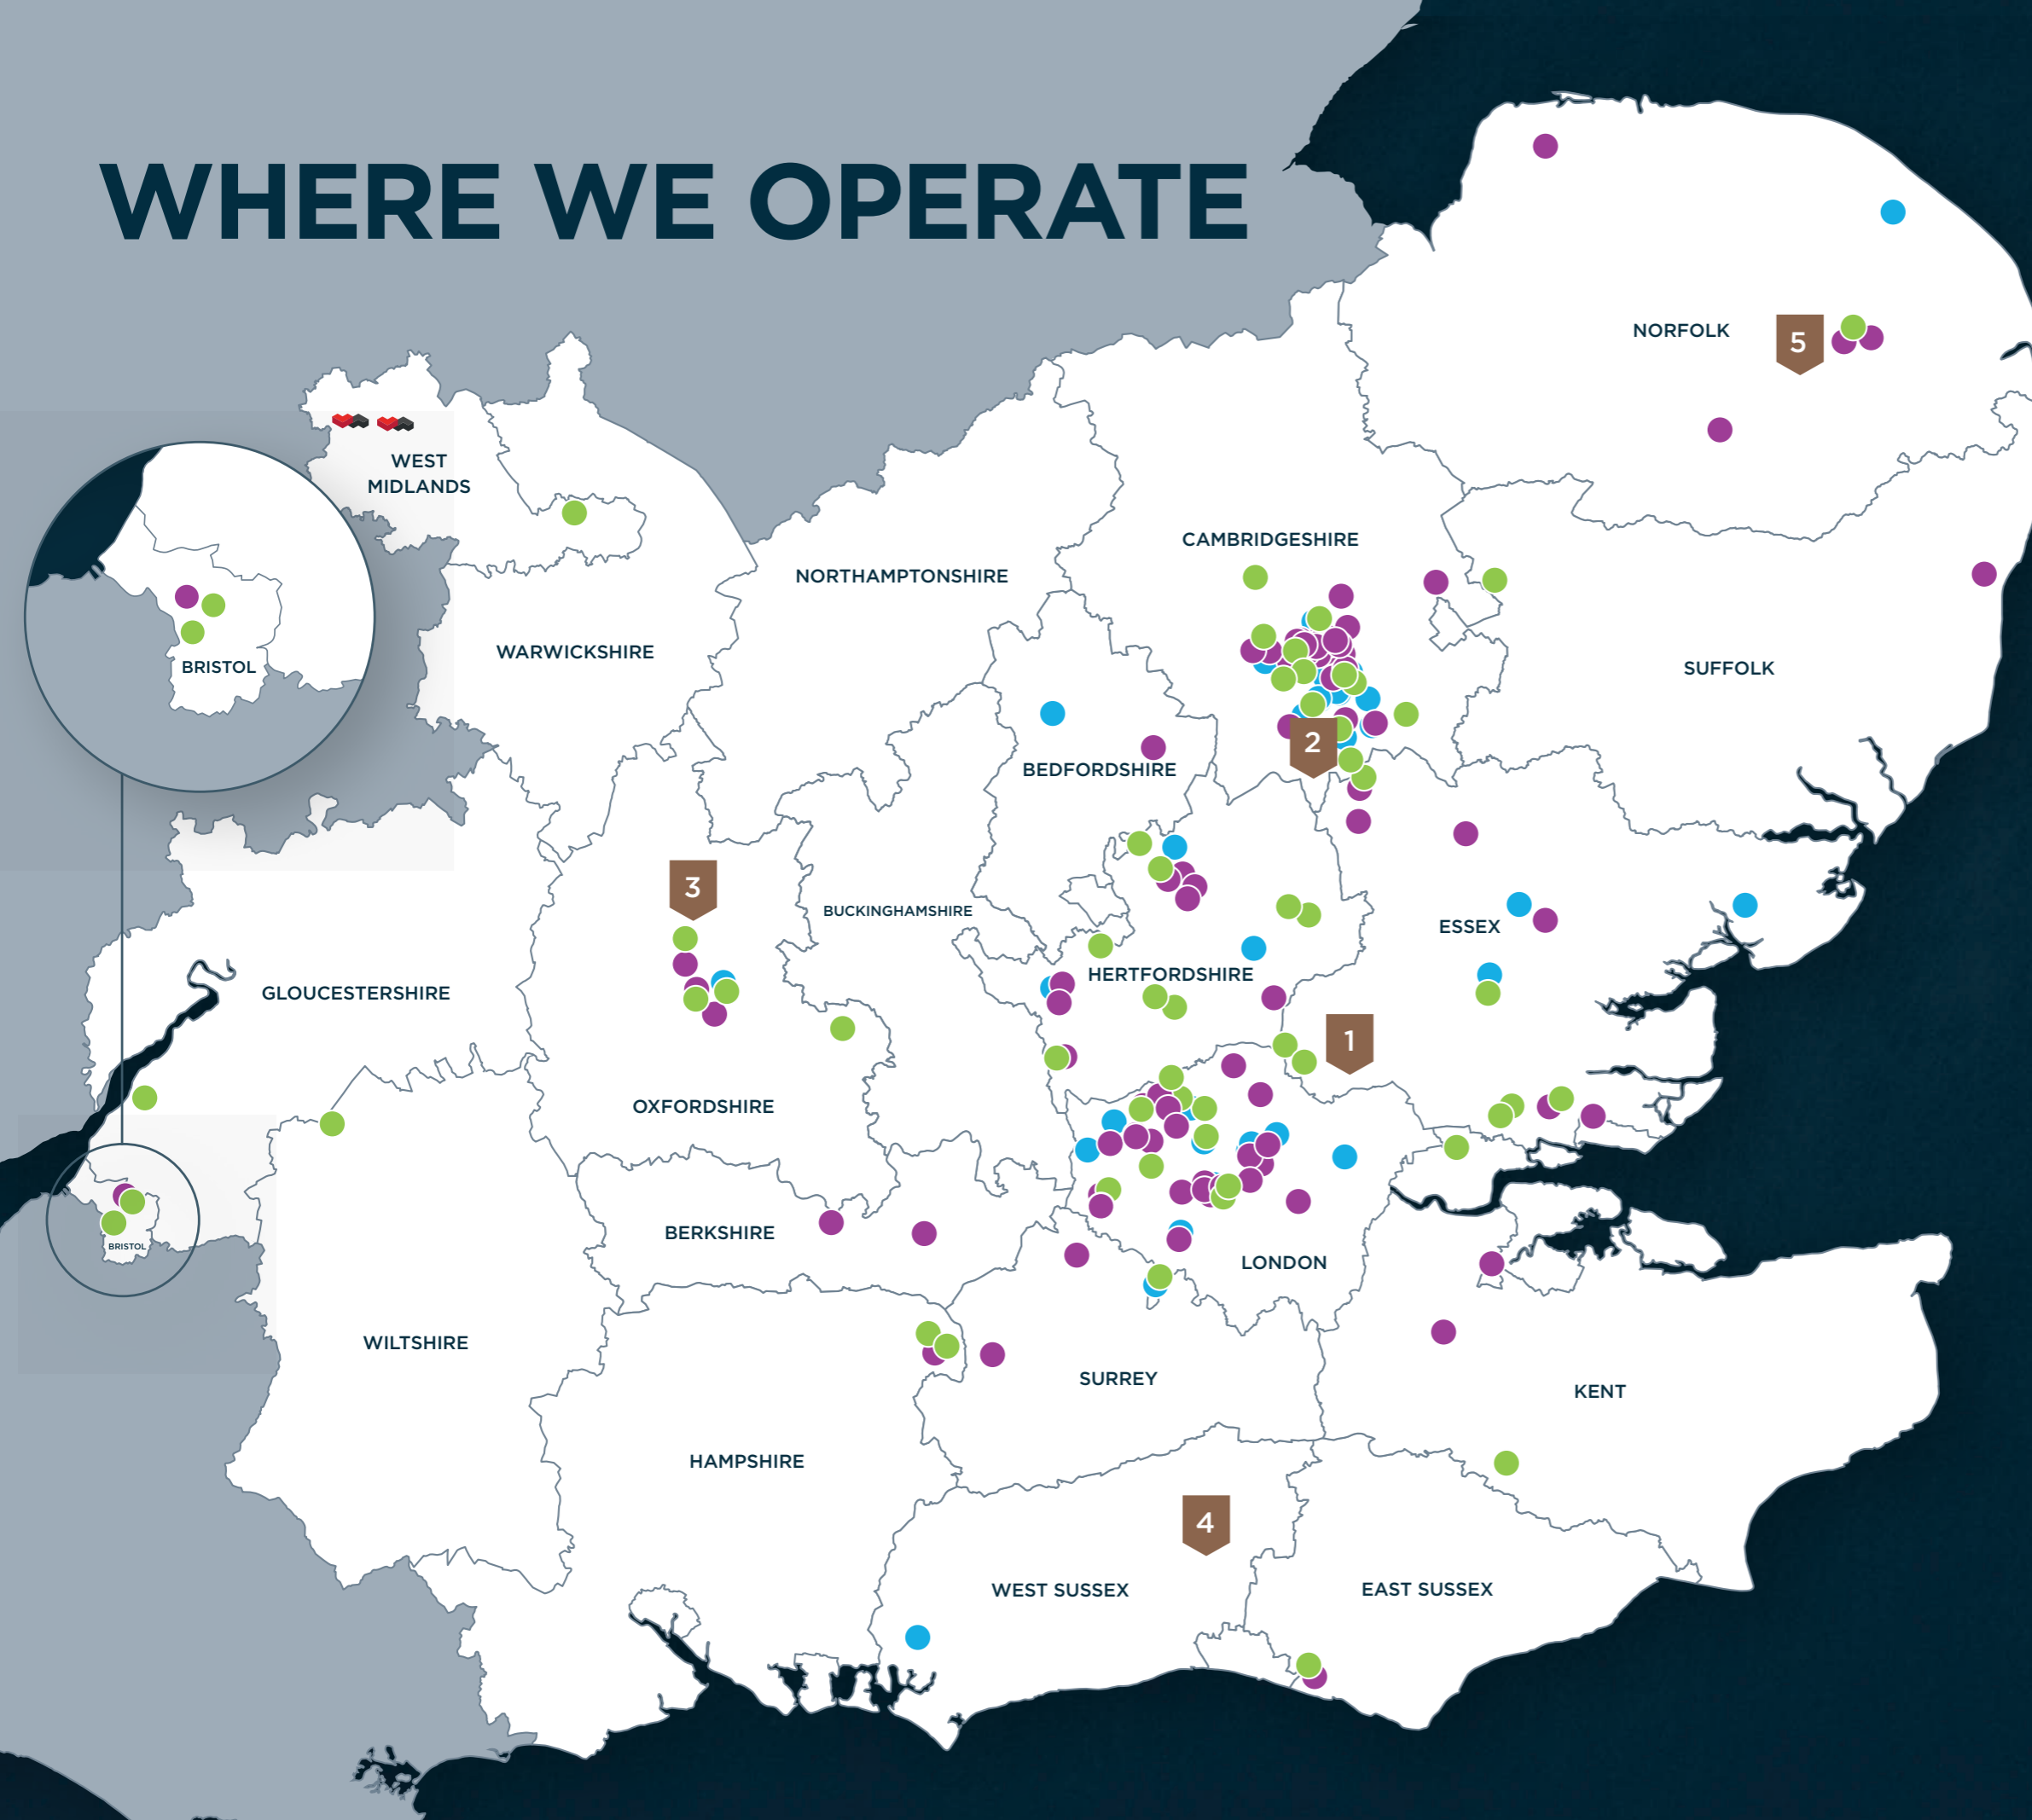 WHERE WE OPERATE
NORFOLK
5
WEST
MIDLANDS
CAMBRIDGESHIRE
NORTHAMPTONSHIRE
WARWICKSHIRE
BRISTOL
SUFFOLK
2
BEDFORDSHIRE
3
BUCKINGHAMSHIRE
ESSEX
HERTFORDSHIRE
GLOUCESTERSHIRE
1
OXFORDSHIRE
BERKSHIRE
BRISTOL
LONDON
WILTSHIRE
SURREY
KENT
HAMPSHIRE
4
WEST SUSSEX
EAST SUSSEX